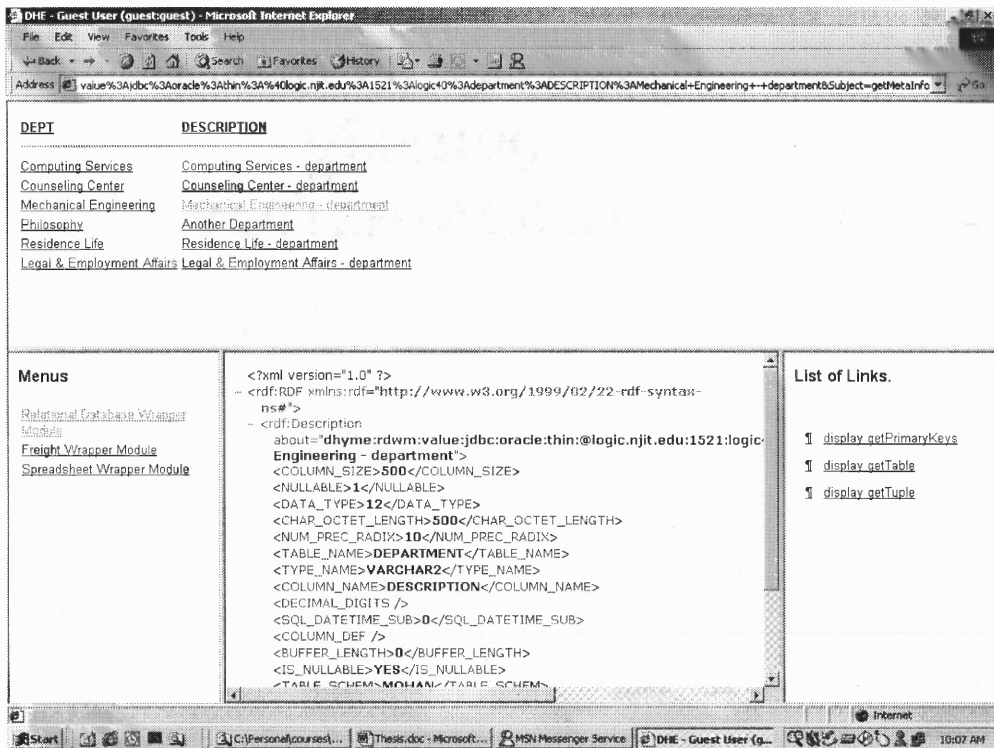 DHE - Guest User (guest:guest) - Microsoft Internet Explorer
File Edit View Favorites Tools Help
Back Search Favorites History
Address value%3Ajdbc%3Aoracle%3Athin%3A%40logic.njit.edu%3A1521%3Alogic40%3Adepartment%3ADESCRIPTION%3AMechanical+Engineering+-+department&Subject=getMetaInfo Go
DEPT DESCRIPTION
Computing Services Computing Services - department
Counseling Center Counseling Center - department
Mechanical Engineering Mechanical Engineering - department
Philosophy Another Department
Residence Life Residence Life - department
Legal & Employment Affairs Legal & Employment Affairs - department
Menus
Relational Database Wrapper
Module
Freight Wrapper Module
Spreadsheet Wrapper Module
<?xml version="1.0" ?>
- <rdf:RDF xmlns:rdf="http://www.w3.org/1999/02/22-rdf-syntax-
ns#">
- <rdf:Description
about="dhyme:rdwm:value:jdbc:oracle:thin:@logic.njit.edu:1521:logic
Engineering - department">
<COLUMN_SIZE>500</COLUMN_SIZE>
<NULLABLE>1</NULLABLE>
<DATA_TYPE>12</DATA_TYPE>
<CHAR_OCTET_LENGTH>500</CHAR_OCTET_LENGTH>
<NUM_PREC_RADIX>10</NUM_PREC_RADIX>
<TABLE_NAME>DEPARTMENT</TABLE_NAME>
<TYPE_NAME>VARCHAR2</TYPE_NAME>
<COLUMN_NAME>DESCRIPTION</COLUMN_NAME>
<DECIMAL_DIGITS />
<SQL_DATETIME_SUB>0</SQL_DATETIME_SUB>
<COLUMN_DEF />
<BUFFER_LENGTH>0</BUFFER_LENGTH>
<IS_NULLABLE>YES</IS_NULLABLE>
<TABLE_SCHEM>MOHAN</TABLE_SCHEM>
List of Links.
¶ display getPrimaryKeys
¶ display getTable
¶ display getTuple
Internet
Start C:\Personal\courses\... Thesis.doc - Microsoft... MSN Messenger Service DHE - Guest User (g... 10:07 AM